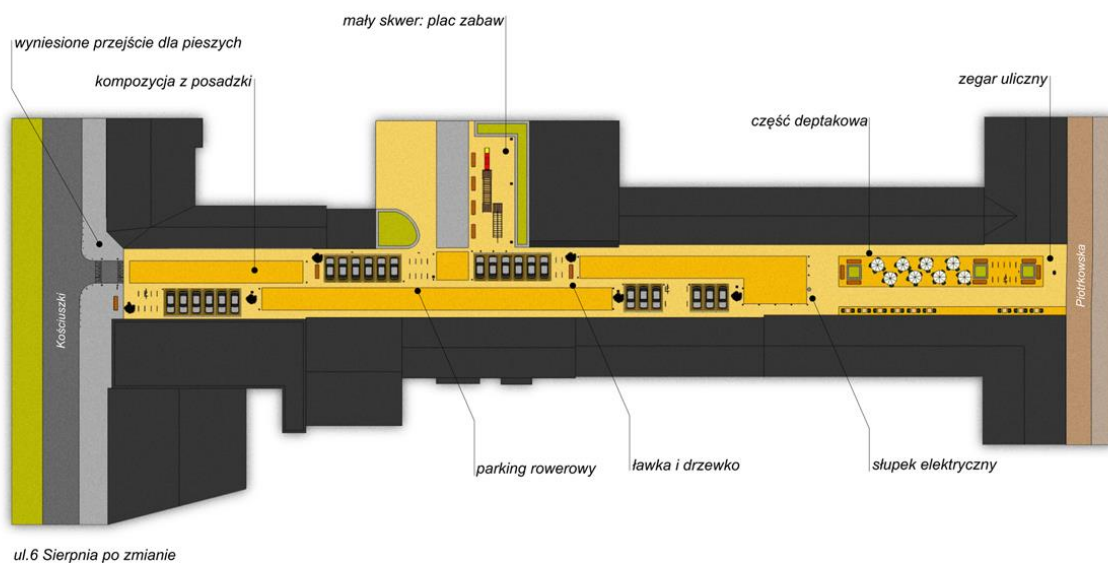 mały skwer: plac zabaw
wyniesione przejście dla pieszych
kompozycja z posadzki
zegar uliczny
część deptakowa
Kościuszki
Piotrkowska
parking rowerowy
ławka i drzewko
słupek elektryczny
ul.6 Sierpnia po zmianie